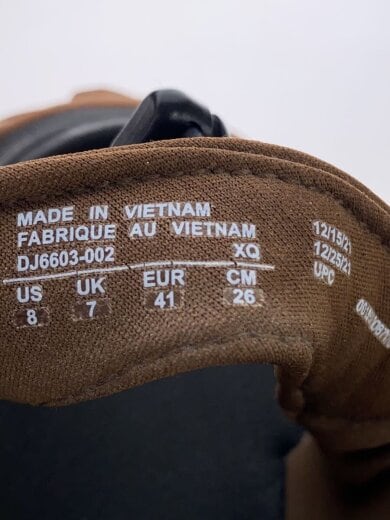 MADE IN VIETNAM
FABRIQUE AU VIETNAM
DJ6603-002 XQ
US UK EUR CM
8 7 41 26
12/15/21
12/25/21
UPC